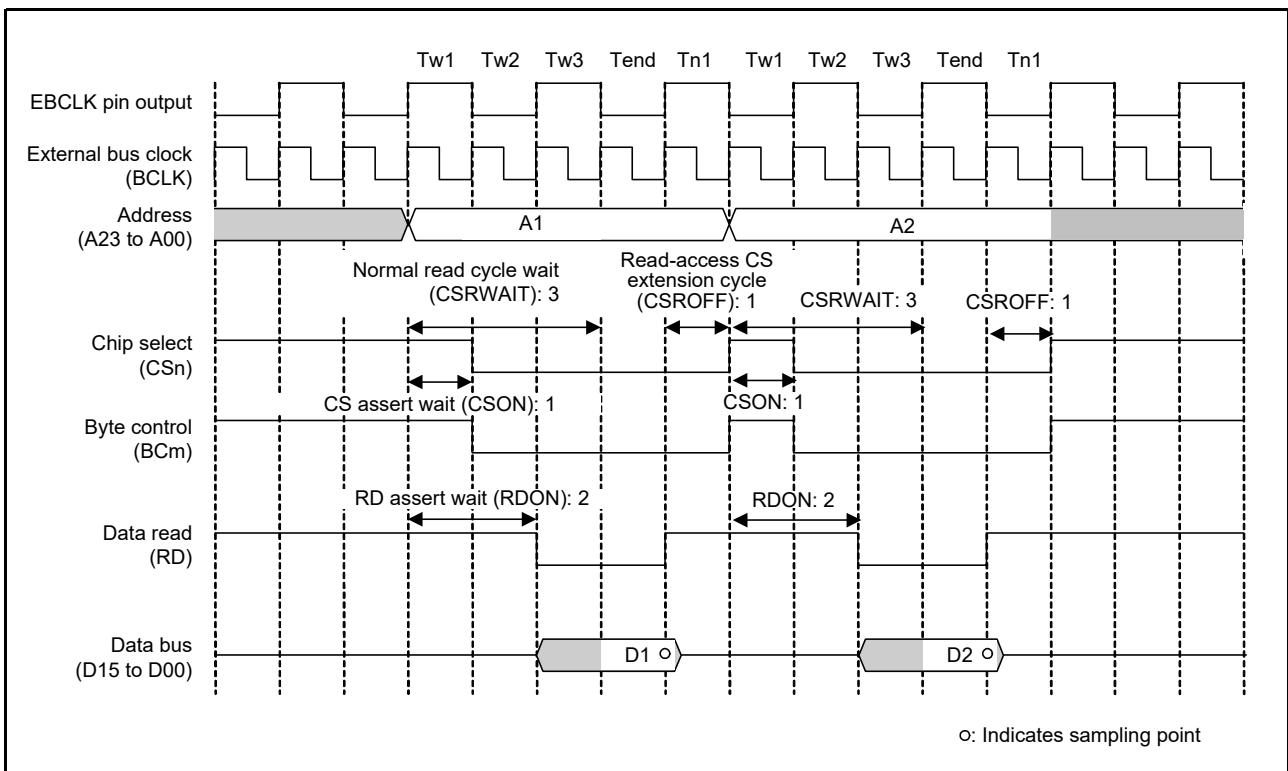 Tw1 Tw2 Tw3 Tend Tn1 Tw1 Tw2 Tw3 Tend Tn1
EBCLK pin output
External bus clock
(BCLK)
Address
(A23 to A00)
A1
A2
Normal read cycle wait
(CSRWAIT): 3
Read-access CS
extension cycle
(CSROFF): 1
CSRWAIT: 3
CSROFF: 1
Chip select
(CSn)
CS assert wait (CSON): 1
CSON: 1
Byte control
(BCm)
RD assert wait (RDON): 2
RDON: 2
Data read
(RD)
Data bus
(D15 to D00)
D1
D2
: Indicates sampling point